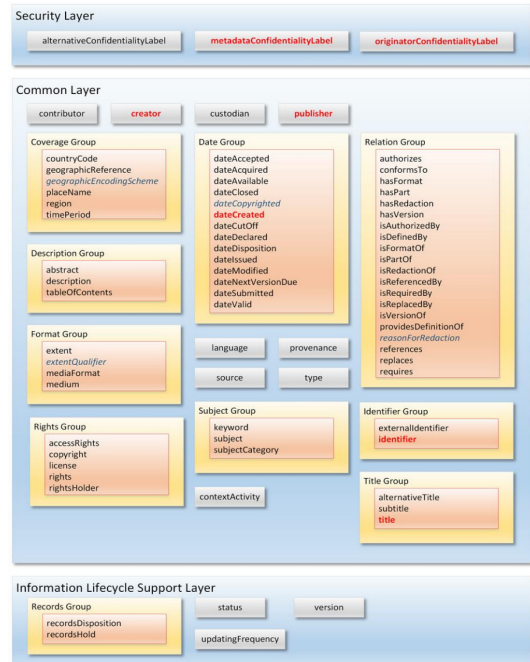 Security Layer
alternativeConfidentialityLabel
metadataConfidentialityLabel
originatorConfidentialityLabel
Common Layer
contributor
creator
custodian
publisher
Coverage Group
countryCode
geographicReference
geographicEncodingScheme
placeName
region
timePeriod
Description Group
abstract
description
tableOfContents
Format Group
extent
extentQualifier
mediaFormat
medium
Rights Group
accessRights
copyright
license
rights
rightsHolder
Date Group
dateAccepted
dateAcquired
dateAvailable
dateClosed
dateCopyrighted
dateCreated
dateCutOff
dateDeclared
dateDisposition
dateIssued
dateModified
dateNextVersionDue
dateSubmitted
dateValid
language
provenance
source
type
Subject Group
keyword
subject
subjectCategory
contextActivity
Relation Group
authorizes
conformsTo
hasFormat
hasPart
hasRedaction
hasVersion
isAuthorizedBy
isDefinedBy
isFormatOf
isPartOf
isRedactionOf
isReferencedBy
isRequiredBy
isReplacedBy
isVersionOf
providesDefinitionOf
reasonForRedaction
references
replaces
requires
Identifier Group
externalIdentifier
identifier
Title Group
alternativeTitle
subtitle
title
Information Lifecycle Support Layer
Records Group
recordsDisposition
recordsHold
status
version
updatingFrequency